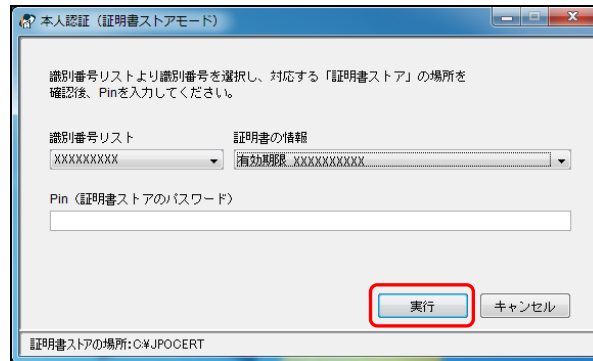 本人認証（証明書ストアモード）
識別番号リストより識別番号を選択し、対応する「証明書ストア」の場所を
確認後、Pinを入力してください。
識別番号リスト 証明書の情報
XXXXXXXXX 有効期限 XXXXXXXXXX
Pin（証明書ストアのパスワード）
実行 キャンセル
証明書ストアの場所:C:¥JPOCERT